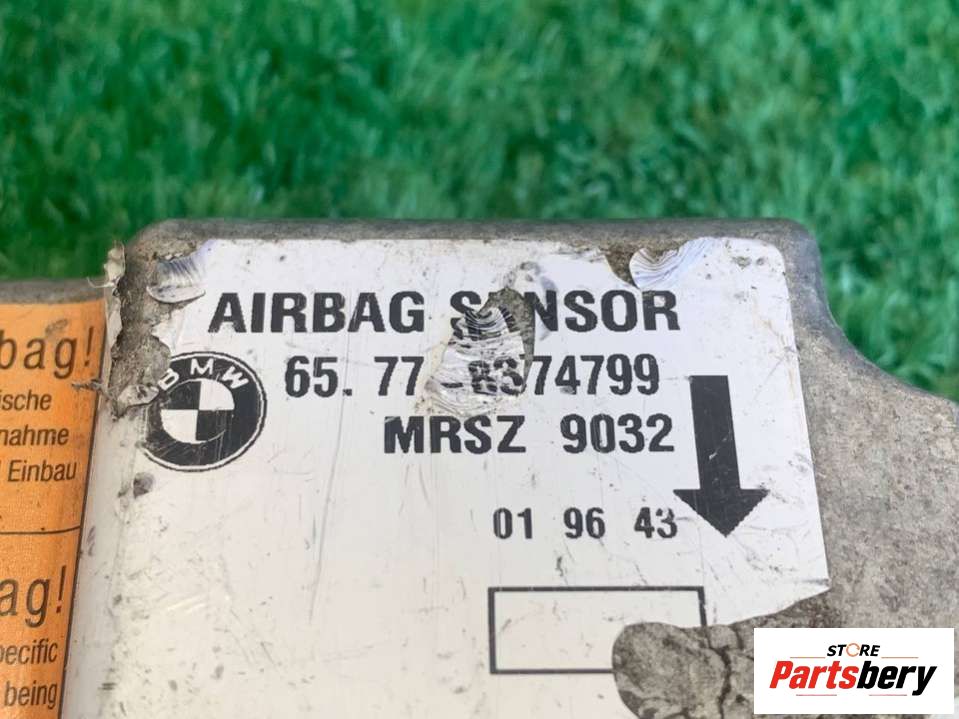 AIRBAG SENSOR
BMW
65.77-8374799
MRSZ 9032
01 96 43
bag!
ische
nahme
Einbau
ag!
pecific
being
STORE
Partsbery